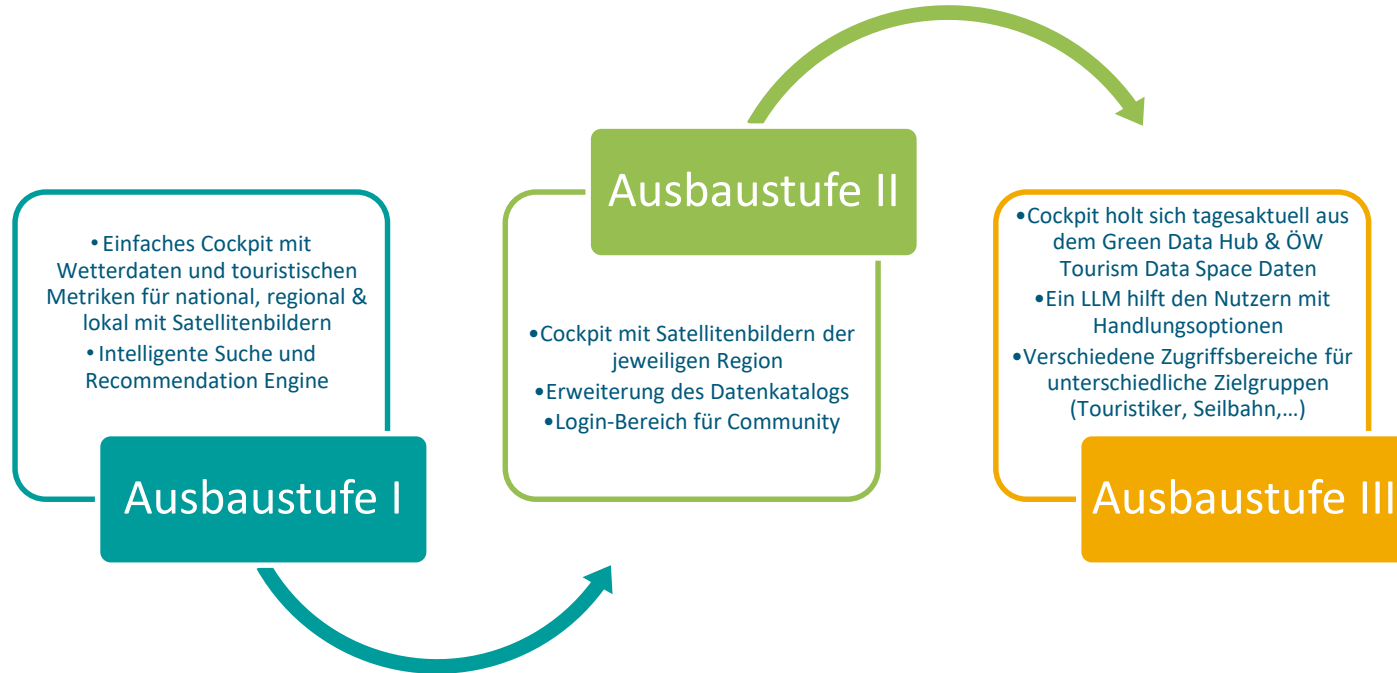 • Einfaches Cockpit mit
Wetterdaten und touristischen
Metriken für national, regional &
lokal mit Satellitenbildern
• Intelligente Suche und
Recommendation Engine
Ausbaustufe I
Ausbaustufe II
•Cockpit mit Satellitenbildern der
jeweiligen Region
•Erweiterung des Datenkatalogs
•Login-Bereich für Community
•Cockpit holt sich tagesaktuell aus
dem Green Data Hub & ÖW
Tourism Data Space Daten
•Ein LLM hilft den Nutzern mit
Handlungsoptionen
•Verschiedene Zugriffsbereiche für
unterschiedliche Zielgruppen
(Touristiker, Seilbahn,...)
Ausbaustufe III